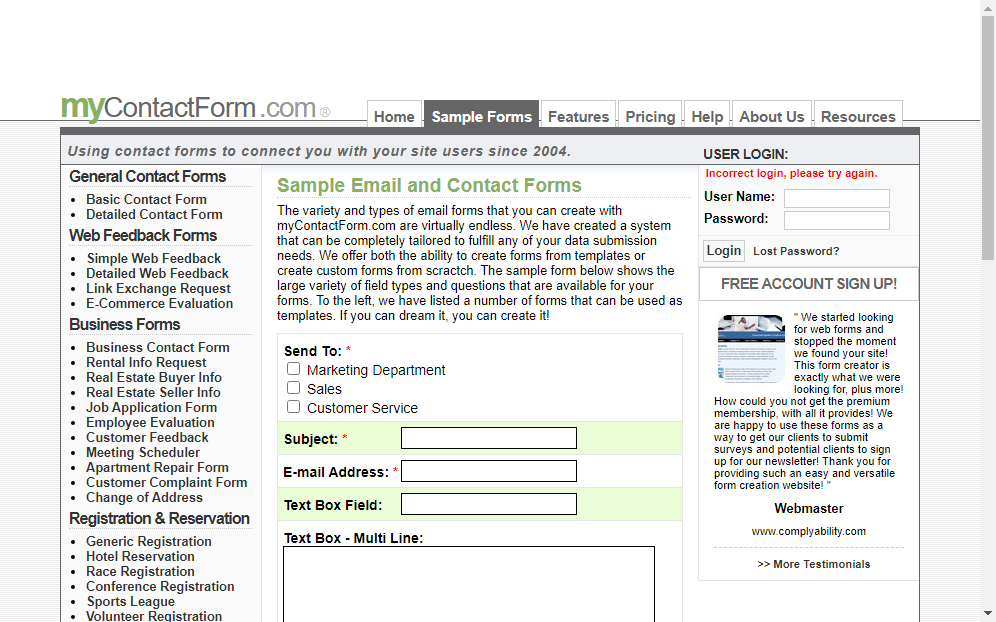 myContactForm.com ®
Home
Sample Forms
Features
Pricing
Help
About Us
Resources
Using contact forms to connect you with your site users since 2004.
USER LOGIN:
General Contact Forms
Basic Contact Form
Detailed Contact Form
Web Feedback Forms
Simple Web Feedback
Detailed Web Feedback
Link Exchange Request
E-Commerce Evaluation
Business Forms
Business Contact Form
Rental Info Request
Real Estate Buyer Info
Real Estate Seller Info
Job Application Form
Employee Evaluation
Customer Feedback
Meeting Scheduler
Apartment Repair Form
Customer Complaint Form
Change of Address
Registration & Reservation
Generic Registration
Hotel Reservation
Race Registration
Conference Registration
Sports League
Volunteer Registration
Sample Email and Contact Forms
The variety and types of email forms that you can create with
myContactForm.com are virtually endless. We have created a system
that can be completely tailored to fulfill any of your data submission
needs. We offer both the ability to create forms from templates or
create custom forms from scractch. The sample form below shows the
large variety of field types and questions that are available for your
forms. To the left, we have listed a number of forms that can be used as
templates. If you can dream it, you can create it!
Send To: *
Marketing Department
Sales
Customer Service
Subject: *
E-mail Address: *
Text Box Field:
Text Box - Multi Line:
Incorrect login, please try again.
User Name:
Password:
Login
Lost Password?
FREE ACCOUNT SIGN UP!
" We started looking
for web forms and
stopped the moment
we found your site!
This form creator is
exactly what we were
looking for, plus more!
How could you not get the premium
membership, with all it provides! We
are happy to use these forms as a
way to get our clients to submit
surveys and potential clients to sign
up for our newsletter! Thank you for
providing such an easy and versatile
form creation website! "
Webmaster
www.complyability.com
>> More Testimonials